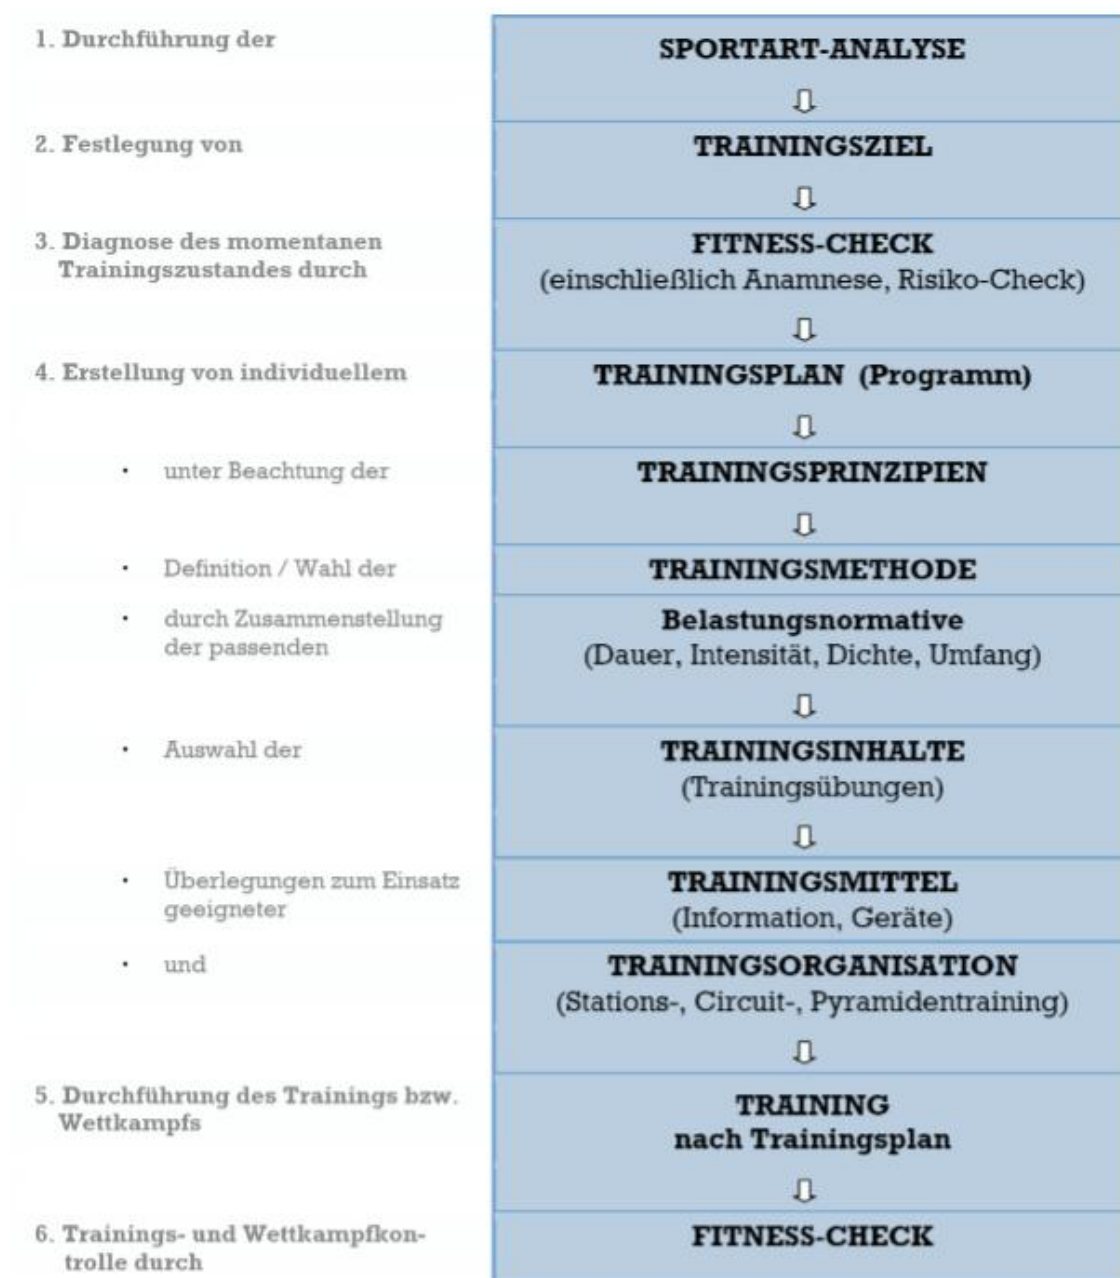 1. Durchführung der
SPORTART-ANALYSE
2. Festlegung von
TRAININGSZIEL
3. Diagnose des momentanen
Trainingszustandes durch
FITNESS-CHECK
(einschließlich Anamnese, Risiko-Check)
4. Erstellung von individuellem
TRAININGSPLAN (Programm)
• unter Beachtung der
TRAININGSPRINZIPIEN
• Definition / Wahl der
TRAININGSMETHODE
• durch Zusammenstellung
der passenden
Belastungsnormative
(Dauer, Intensität, Dichte, Umfang)
• Auswahl der
TRAININGSINHALTE
(Trainingsübungen)
• Überlegungen zum Einsatz
geeigneter
TRAININGSMITTEL
(Information, Geräte)
• und
TRAININGSORGANISATION
(Stations-, Circuit-, Pyramidentraining)
5. Durchführung des Trainings bzw.
Wettkampfs
TRAINING
nach Trainingsplan
6. Trainings- und Wettkampfkon-
trolle durch
FITNESS-CHECK